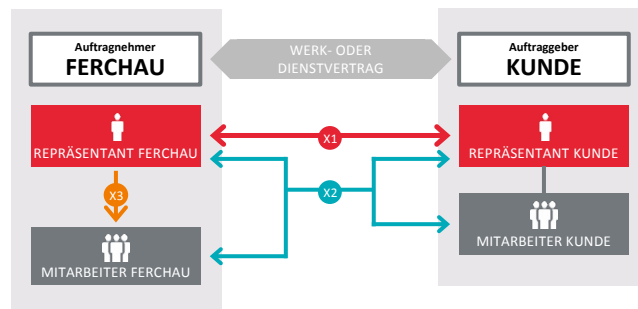 Auftragnehmer
FERCHAU
WERK- ODER
DIENSTVERTRAG
Auftraggeber
KUNDE
REPRÄSENTANT FERCHAU
X1
REPRÄSENTANT KUNDE
X3
X2
MITARBEITER FERCHAU
MITARBEITER KUNDE